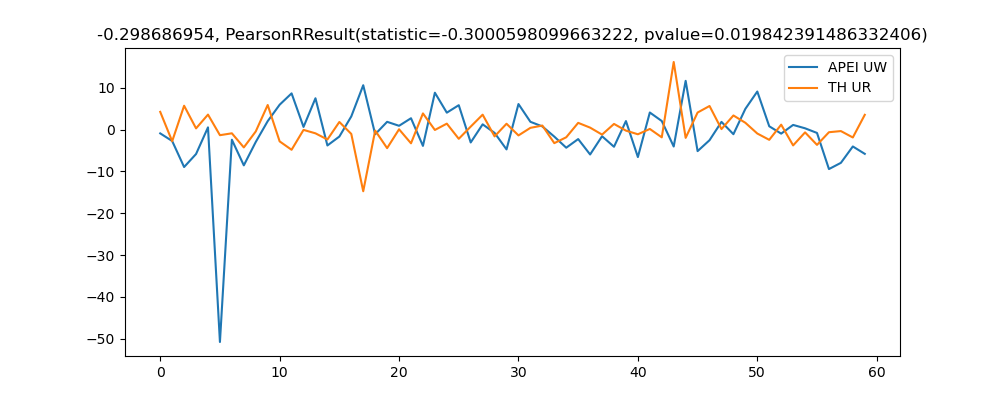 -0.298686954, PearsonRResult(statistic=-0.3000598099663222, pvalue=0.019842391486332406)
APEI UW
TH UR
10
0
−10
−20
−30
−40
−50
0 10 20 30 40 50 60